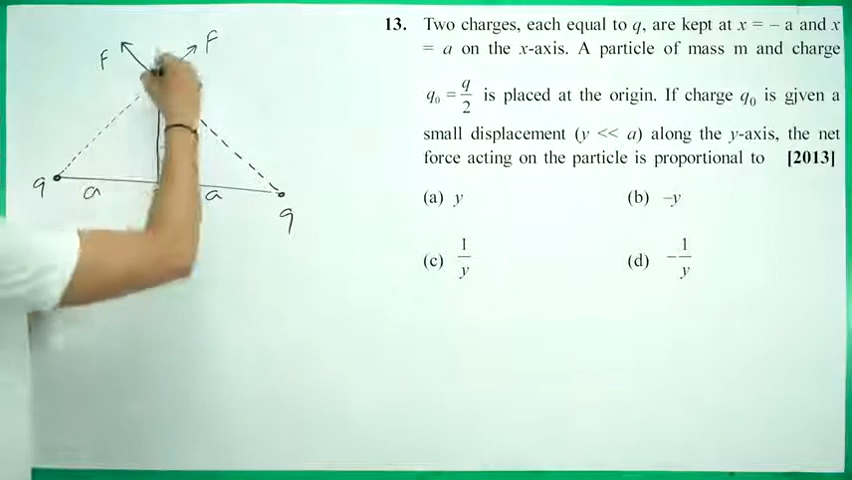 F
F
q
a
a
q
13. Two charges, each equal to q, are kept at x = – a and x
= a on the x-axis. A particle of mass m and charge
q₀ = q/2 is placed at the origin. If charge q₀ is given a
small displacement (y << a) along the y-axis, the net
force acting on the particle is proportional to [2013]
(a) y
(b) –y
(c) 1/y
(d) –1/y